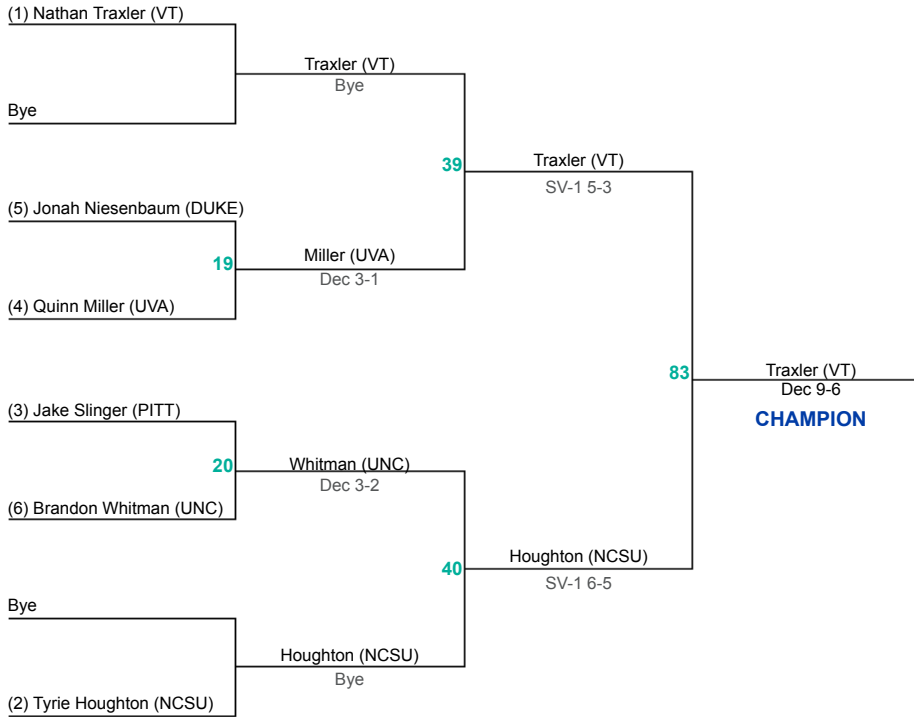 (1) Nathan Traxler (VT)
Traxler (VT)
Bye
Bye
39
Traxler (VT)
SV-1 5-3
(5) Jonah Niesenbaum (DUKE)
19
Miller (UVA)
Dec 3-1
(4) Quinn Miller (UVA)
83
Traxler (VT)
Dec 9-6
CHAMPION
(3) Jake Slinger (PITT)
20
Whitman (UNC)
Dec 3-2
(6) Brandon Whitman (UNC)
40
Houghton (NCSU)
SV-1 6-5
Bye
Houghton (NCSU)
Bye
(2) Tyrie Houghton (NCSU)